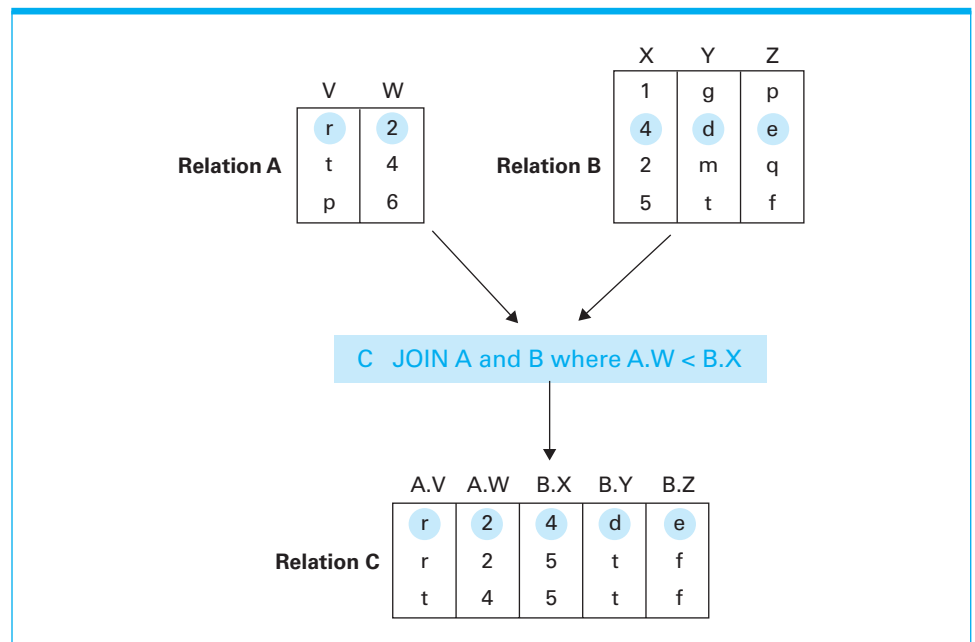 X Y Z
V W
1 g p
r 2
4 d e
Relation A
t 4
Relation B
2 m q
p 6
5 t f
C JOIN A and B where A.W < B.X
A.V A.W B.X B.Y B.Z
r 2 4 d e
Relation C
r 2 5 t f
t 4 5 t f